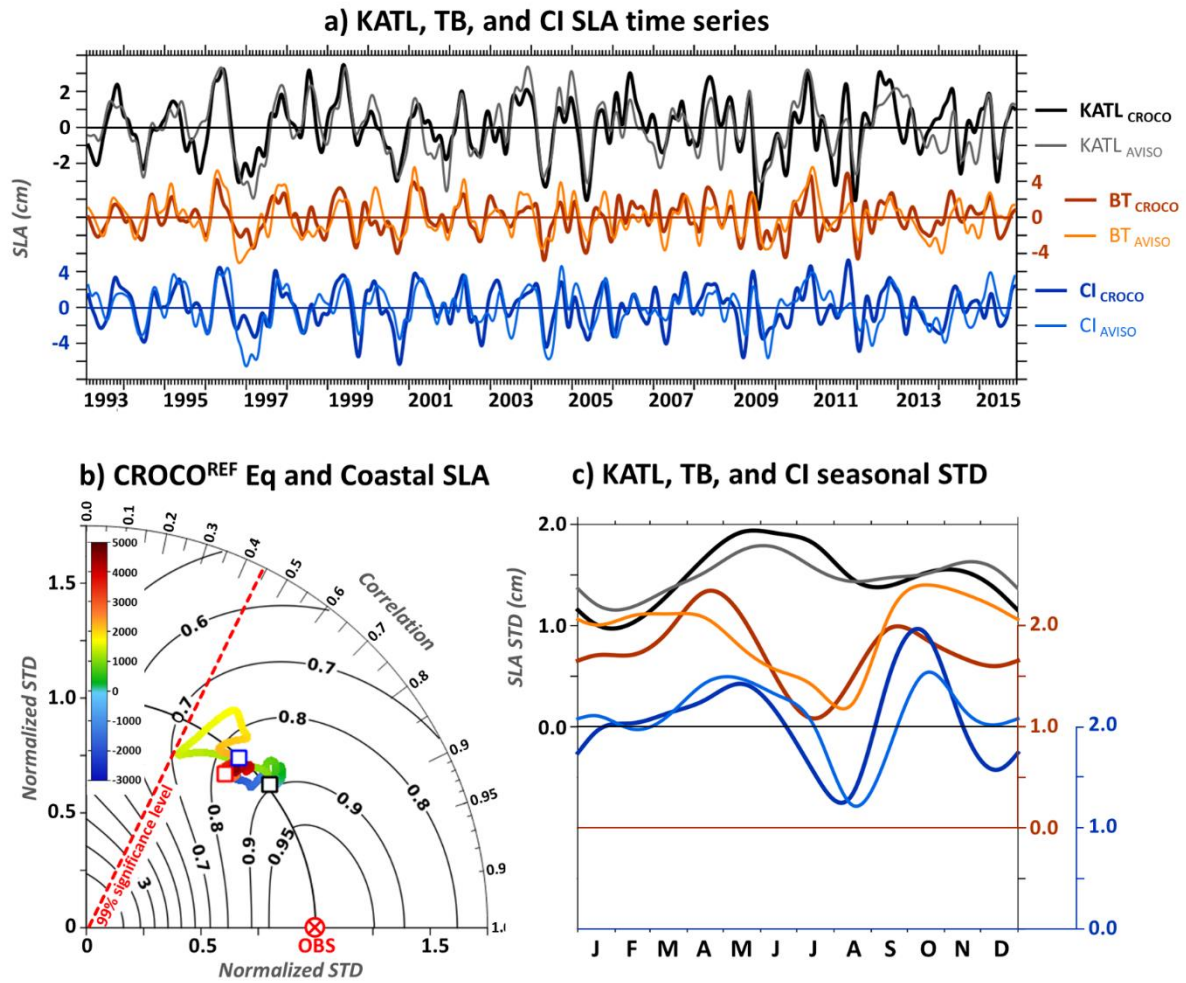 a) KATL, TB, and CI SLA time series
SLA (cm)
2
0
-2
4
0
-4
4
0
-4
KATL CROCO
KATL AVISO
BT CROCO
BT AVISO
CI CROCO
CI AVISO
1993 1995 1997 1999 2001 2003 2005 2007 2009 2011 2013 2015
b) CROCO^REF Eq and Coastal SLA
0.0 0.1 0.2 0.3 0.4 0.5 0.6 0.7 0.8 0.9 0.95 0.9 1.
Correlation
5000
4000
3000
2000
1000
0
-1000
-2000
-3000
Normalized STD
1.5
1.0
0.5
0
0.6
0.7
0.7
0.8
0.8
0.9
0.8
0.7
0.9
0.95
3
99% significance level
0 0.5 OBS 1.5
Normalized STD
c) KATL, TB, and CI seasonal STD
SLA STD (cm)
2.0
1.0
0.0
2.0
1.0
0.0
2.0
1.0
0.0
J F M A M J J A S O N D